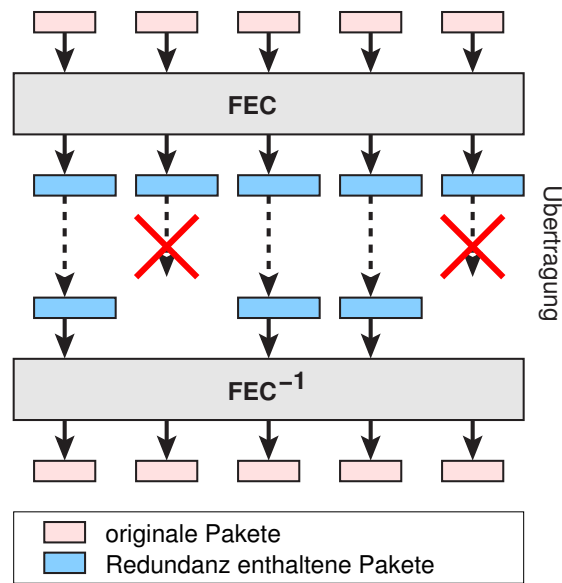 FEC
Übertragung
FEC⁻¹
originale Pakete
Redundanz enthaltene Pakete